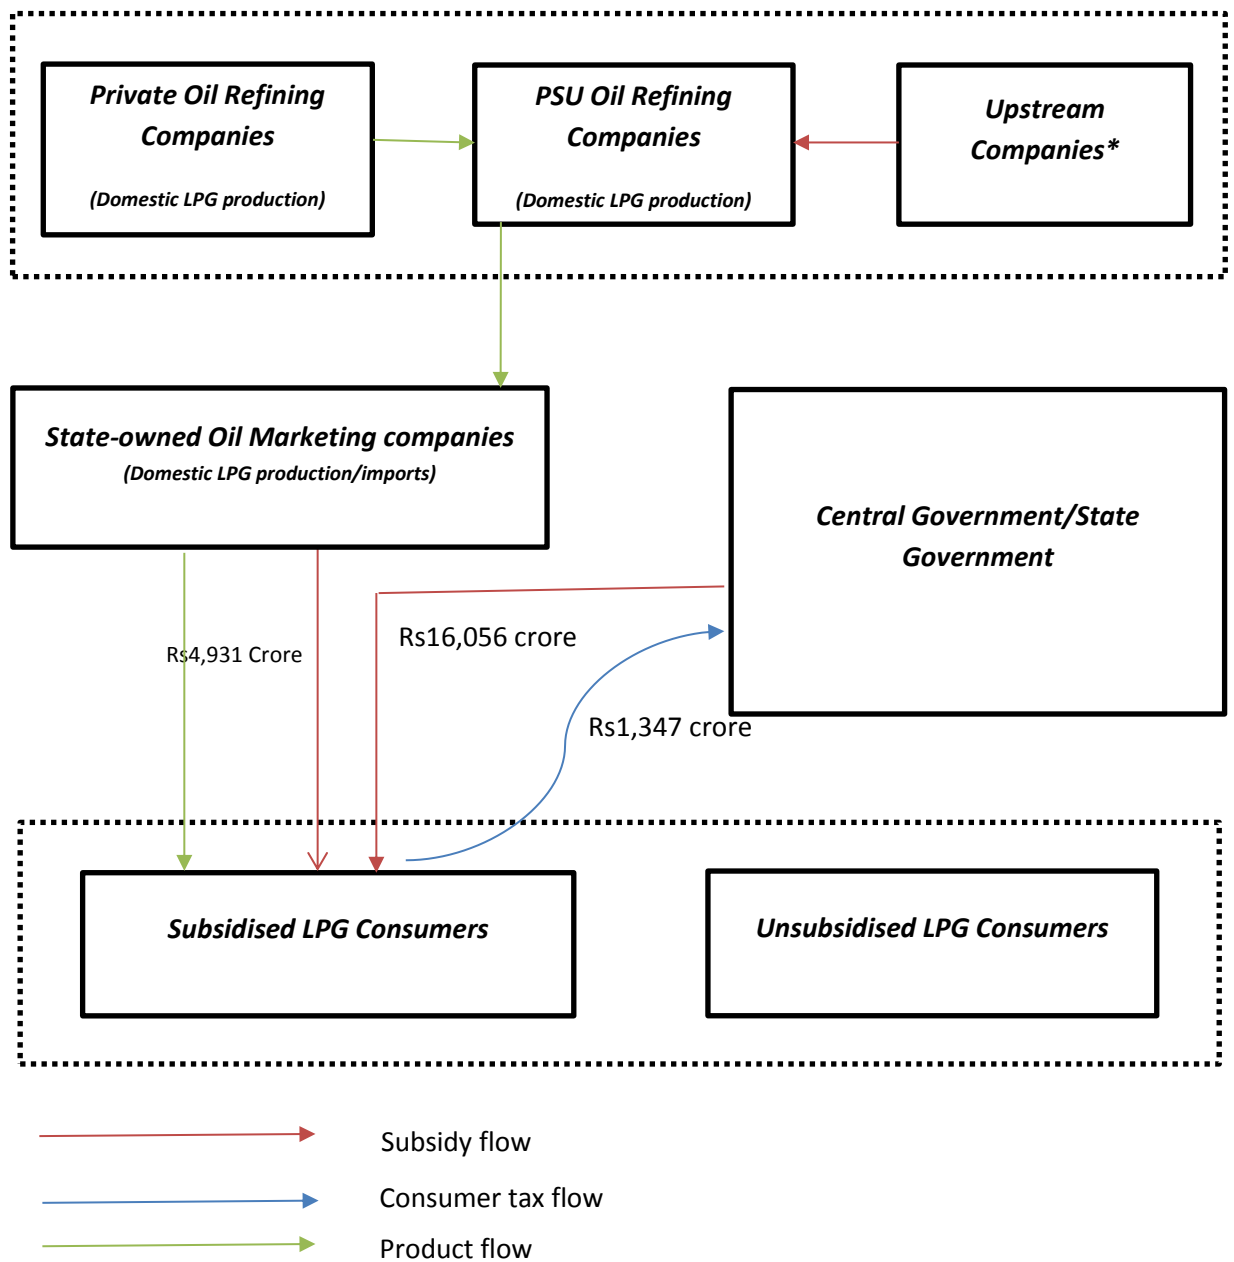 Private Oil Refining
Companies
(Domestic LPG production)
PSU Oil Refining
Companies
(Domestic LPG production)
Upstream
Companies*
State-owned Oil Marketing companies
(Domestic LPG production/imports)
Central Government/State
Government
Rs4,931 Crore
Rs16,056 crore
Rs1,347 crore
Subsidised LPG Consumers
Unsubsidised LPG Consumers
Subsidy flow
Consumer tax flow
Product flow